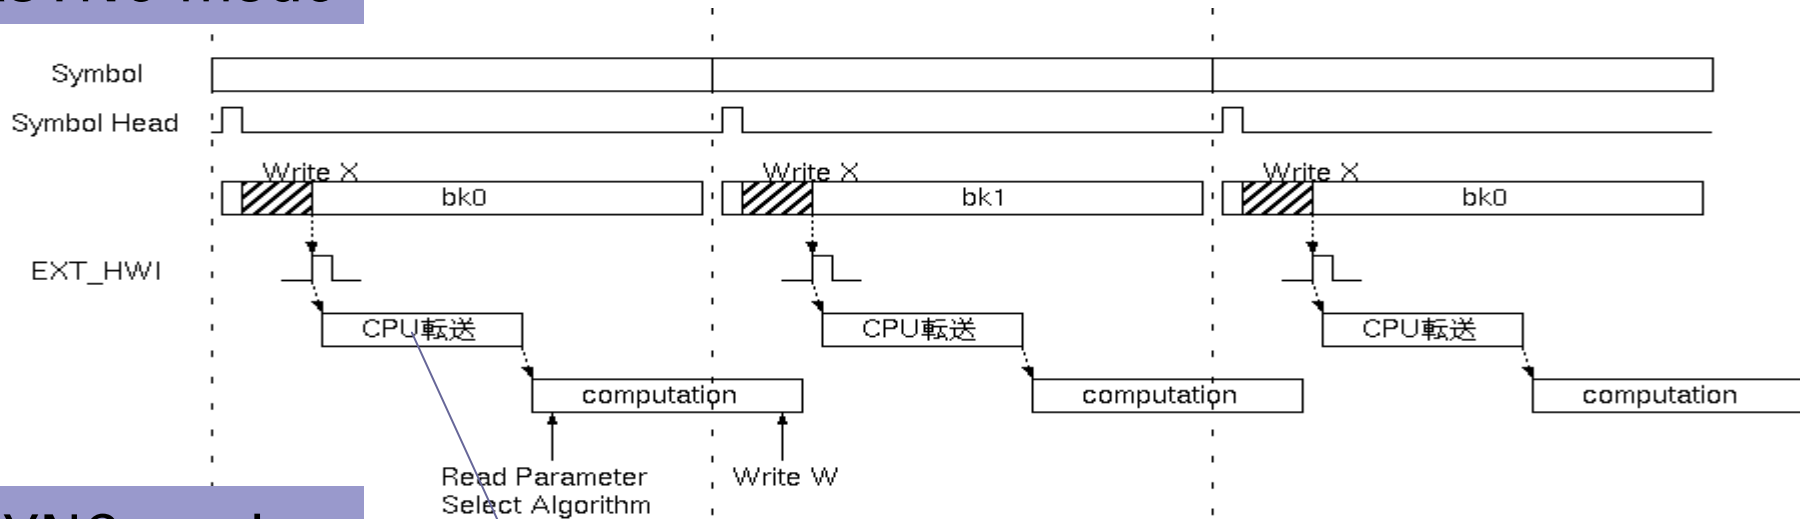 Symbol
Symbol Head
Write X
Write X
Write X
bk0
bk1
bk0
EXT_HWI
CPU転送
CPU転送
CPU転送
computation
computation
computation
Read Parameter
Select Algorithm
Write W